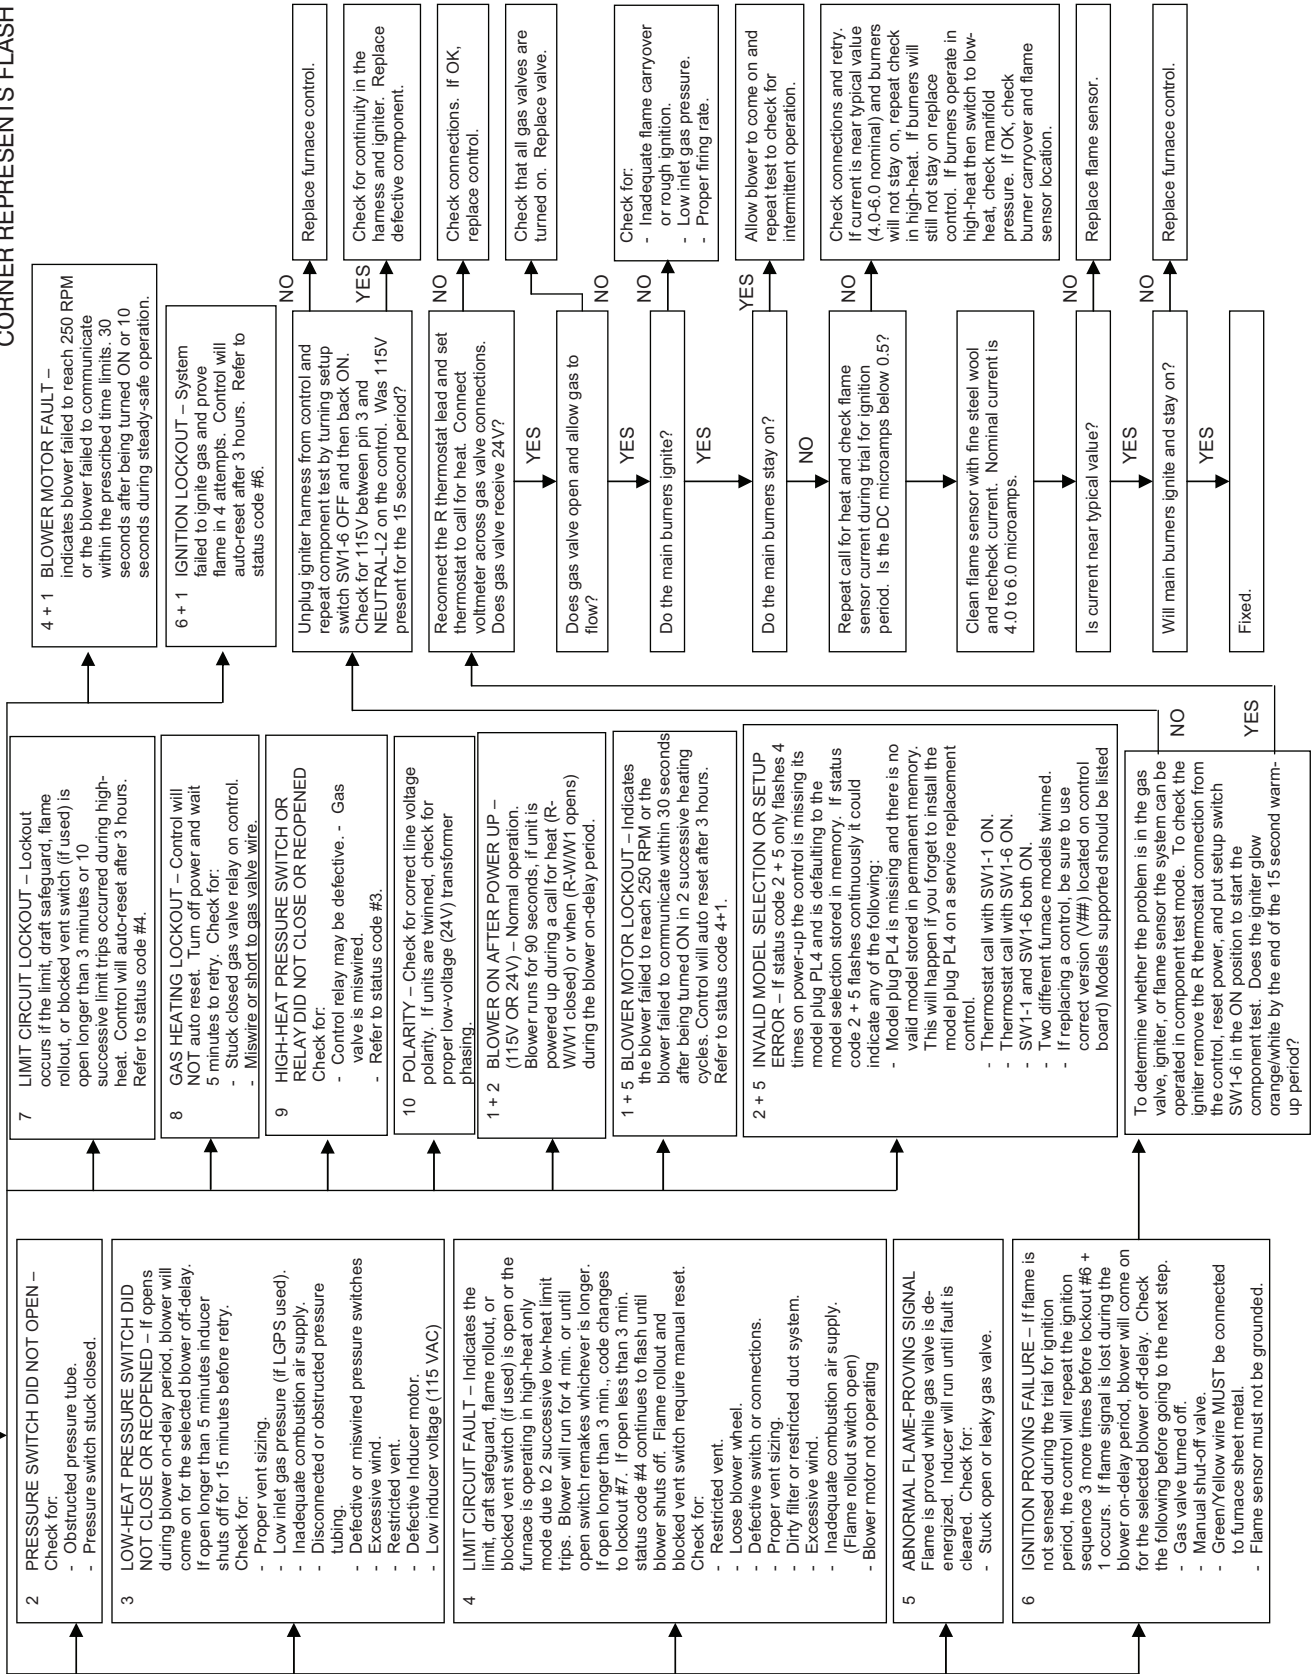 CORNER REPRESENTS FLASH
2 PRESSURE SWITCH DID NOT OPEN –
Check for:
- Obstructed pressure tube.
- Pressure switch stuck closed.
3 LOW-HEAT PRESSURE SWITCH DID
NOT CLOSE OR REOPENED – If opens
during blower on-delay period, blower will
come on for the selected blower off-delay.
If open longer than 5 minutes inducer
shuts off for 15 minutes before retry.
Check for:
- Proper vent sizing.
- Low inlet gas pressure (if LGPS used).
- Inadequate combustion air supply.
- Disconnected or obstructed pressure
tubing.
- Defective or miswired pressure switches
- Excessive wind.
- Restricted vent.
- Defective Inducer motor.
- Low inducer voltage (115 VAC)
4 LIMIT CIRCUIT FAULT – Indicates the
limit, draft safeguard, flame rollout, or
blocked vent switch (if used) is open or the
furnace is operating in high-heat only
mode due to 2 successive low-heat limit
trips. Blower will run for 4 min. or until
open switch remakes whichever is longer.
If open longer than 3 min., code changes
to lockout #7. If open less than 3 min.
status code #4 continues to flash until
blower shuts off. Flame rollout and
blocked vent switch require manual reset.
Check for:
- Restricted vent.
- Loose blower wheel.
- Defective switch or connections.
- Proper vent sizing.
- Dirty filter or restricted duct system.
- Excessive wind.
- Inadequate combustion air supply.
(Flame rollout switch open)
- Blower motor not operating
5 ABNORMAL FLAME-PROVING SIGNAL
Flame is proved while gas valve is de-
energized. Inducer will run until fault is
cleared. Check for:
- Stuck open or leaky gas valve.
6 IGNITION PROVING FAILURE – If flame is
not sensed during the trial for ignition
period, the control will repeat the ignition
sequence 3 more times before lockout #6 +
1 occurs. If flame signal is lost during the
blower on-delay period, blower will come on
for the selected blower off-delay. Check
the following before going to the next step.
- Gas valve turned off.
- Manual shut-off valve.
- Green/Yellow wire MUST be connected
to furnace sheet metal.
- Flame sensor must not be grounded.
7 LIMIT CIRCUIT LOCKOUT – Lockout
occurs if the limit, draft safeguard, flame
rollout, or blocked vent switch (if used) is
open longer than 3 minutes or 10
successive limit trips occurred during high-
heat. Control will auto-reset after 3 hours.
Refer to status code #4.
8 GAS HEATING LOCKOUT – Control will
NOT auto reset. Turn off power and wait
5 minutes to retry. Check for:
- Stuck closed gas valve relay on control.
- Miswire or short to gas valve wire.
9 HIGH-HEAT PRESSURE SWITCH OR
RELAY DID NOT CLOSE OR REOPENED
Check for:
- Control relay may be defective. - Gas
valve is miswired.
- Refer to status code #3.
10 POLARITY – Check for correct line voltage
polarity. If units are twinned, check for
proper low-voltage (24V) transformer
phasing.
1 + 2 BLOWER ON AFTER POWER UP –
(115V OR 24V) – Normal operation.
Blower runs for 90 seconds, if unit is
powered up during a call for heat (R-
W/W1 closed) or when (R-W/W1 opens)
during the blower on-delay period.
1 + 5 BLOWER MOTOR LOCKOUT – Indicates
the blower failed to reach 250 RPM or the
blower failed to communicate within 30 seconds
after being turned ON in 2 successive heating
cycles. Control will auto reset after 3 hours.
Refer to status code 4+1.
2 + 5 INVALID MODEL SELECTION OR SETUP
ERROR – If status code 2 + 5 only flashes 4
times on power-up the control is missing its
model plug PL4 and is defaulting to the
model selection stored in memory. If status
code 2 + 5 flashes continuously it could
indicate any of the following:
- Model plug PL4 is missing and there is no
valid model stored in permanent memory.
This will happen if you forget to install the
model plug PL4 on a service replacement
control.
- Thermostat call with SW1-1 ON.
- Thermostat call with SW1-6 ON.
- SW1-1 and SW1-6 both ON.
- Two different furnace models twinned.
- If replacing a control, be sure to use
correct version (V##) located on control
board) Models supported should be listed
To determine whether the problem is in the gas
valve, igniter, or flame sensor the system can be
operated in component test mode. To check the
igniter remove the R thermostat connection from
the control, reset power, and put setup switch
SW1-6 in the ON position to start the
component test. Does the igniter glow
orange/white by the end of the 15 second warm-
up period?
NO
YES
4 + 1 BLOWER MOTOR FAULT –
indicates blower failed to reach 250 RPM
or the blower failed to communicate
within the prescribed time limits. 30
seconds after being turned ON or 10
seconds during steady-safe operation.
6 + 1 IGNITION LOCKOUT – System
failed to ignite gas and prove
flame in 4 attempts. Control will
auto-reset after 3 hours. Refer to
status code #6.
Unplug igniter harness from control and
repeat component test by turning setup
switch SW1-6 OFF and then back ON.
Check for 115V between pin 3 and
NEUTRAL-L2 on the control. Was 115V
present for the 15 second period?
NO
Replace furnace control.
YES
Check for continuity in the
harness and igniter. Replace
defective component.
Reconnect the R thermostat lead and set
thermostat to call for heat. Connect
voltmeter across gas valve connections.
Does gas valve receive 24V?
NO
Check connections. If OK,
replace control.
YES
Does gas valve open and allow gas to
flow?
NO
Check that all gas valves are
turned on. Replace valve.
YES
Do the main burners ignite?
NO
Check for:
- Inadequate flame carryover
or rough ignition.
- Low inlet gas pressure.
- Proper firing rate.
YES
Do the main burners stay on?
YES
Allow blower to come on and
repeat test to check for
intermittent operation.
NO
Repeat call for heat and check flame
sensor current during trial for ignition
period. Is the DC microamps below 0.5?
NO
Check connections and retry.
If current is near typical value
(4.0-6.0 nominal) and burners
will not stay on, repeat check
in high-heat. If burners will
still not stay on replace
control. If burners operate in
high-heat then switch to low-
heat, check manifold
pressure. If OK, check
burner carryover and flame
sensor location.
Clean flame sensor with fine steel wool
and recheck current. Nominal current is
4.0 to 6.0 microamps.
Is current near typical value?
NO
Replace flame sensor.
YES
Will main burners ignite and stay on?
NO
Replace furnace control.
YES
Fixed.